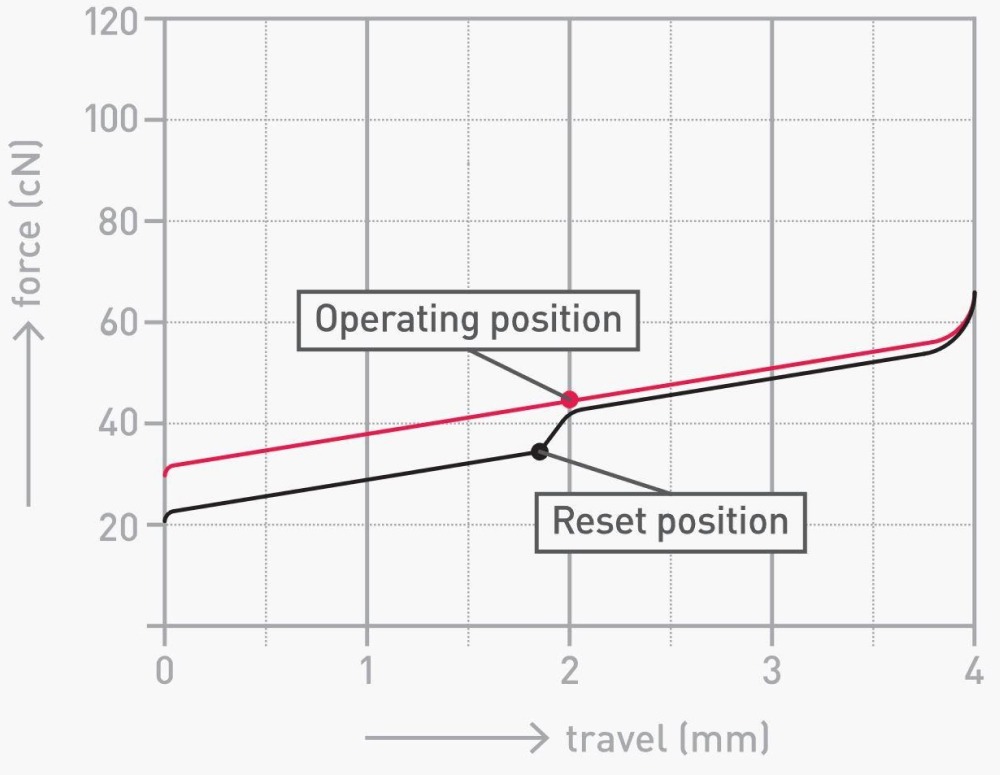 120
100
80
60
40
20
force (cN)
Operating position
Reset position
0 1 2 3 4
travel (mm)